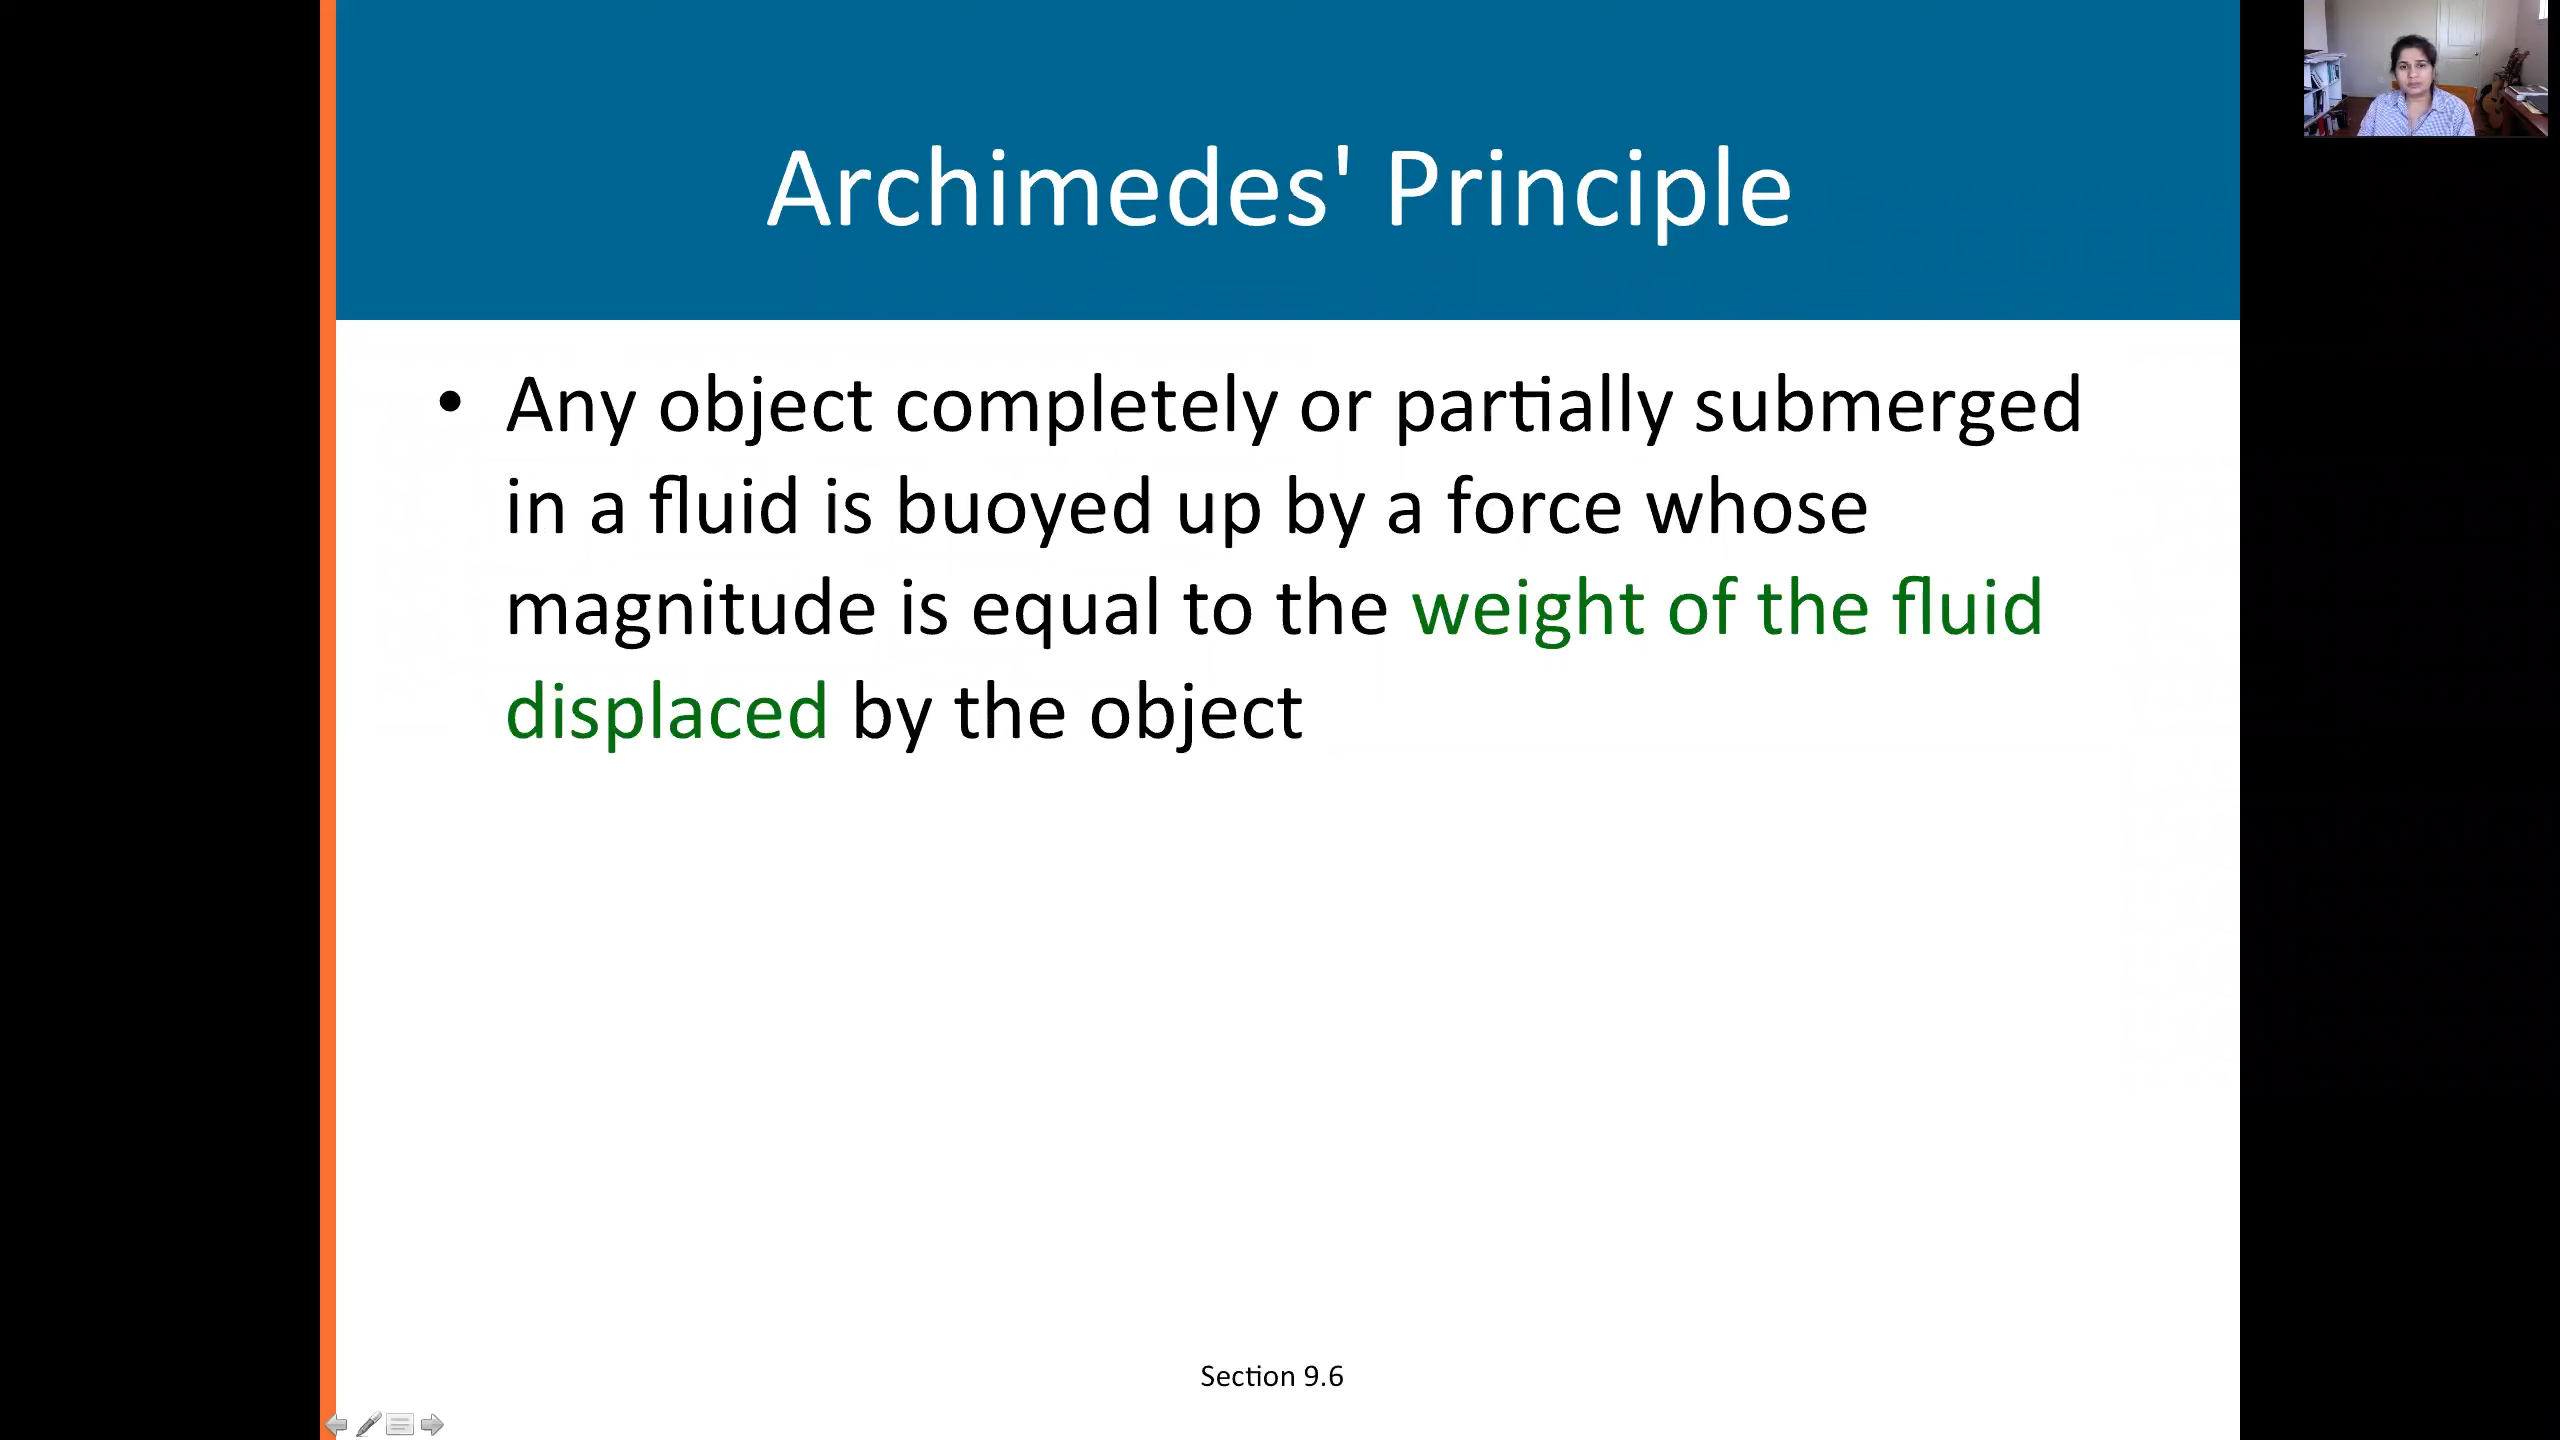 Archimedes' Principle
• Any object completely or partially submerged
in a fluid is buoyed up by a force whose
magnitude is equal to the weight of the fluid
displaced by the object
Section 9.6